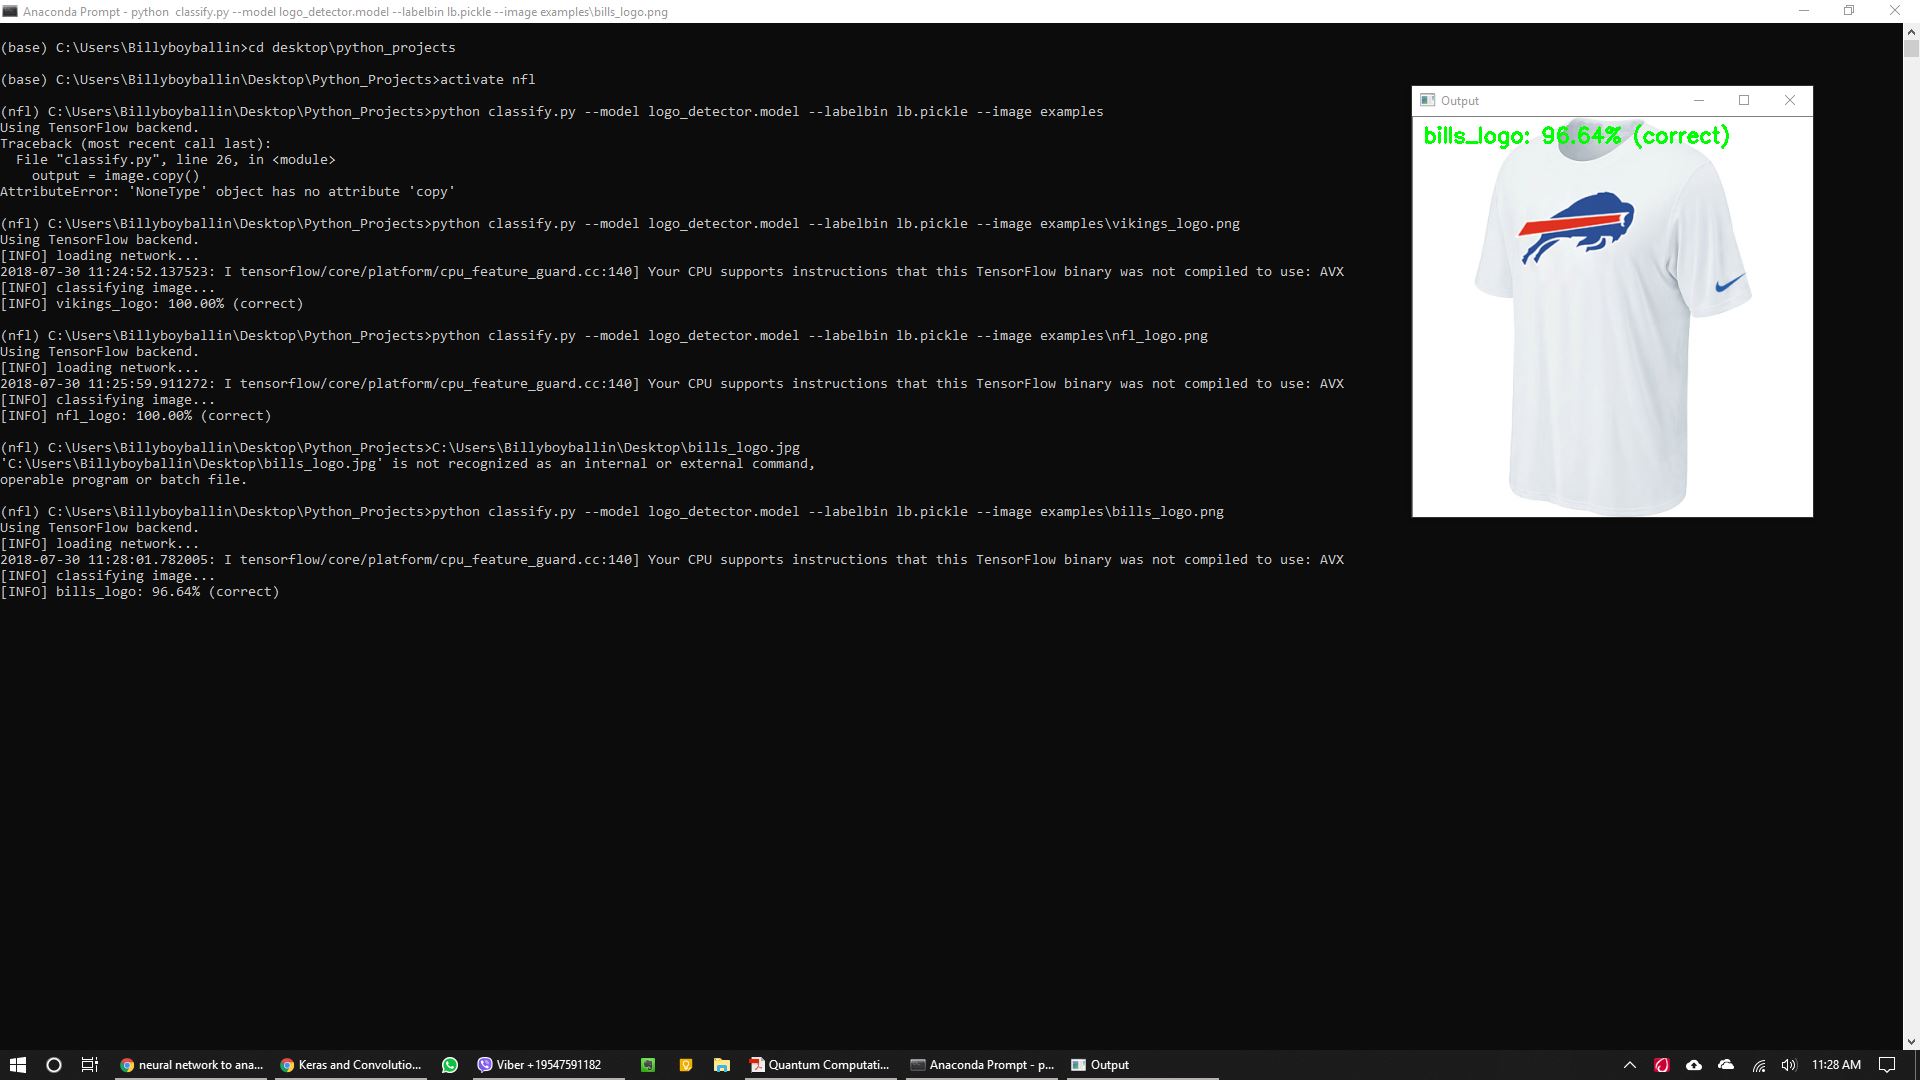 Anaconda Prompt - python  classify.py --model logo_detector.model --labelbin lb.pickle --image examples\bills_logo.png
(base) C:\Users\Billyboyballin>cd desktop\python_projects
(base) C:\Users\Billyboyballin\Desktop\Python_Projects>activate nfl
(nfl) C:\Users\Billyboyballin\Desktop\Python_Projects>python classify.py --model logo_detector.model --labelbin lb.pickle --image examples
Using TensorFlow backend.
Traceback (most recent call last):
  File "classify.py", line 26, in <module>
    output = image.copy()
AttributeError: 'NoneType' object has no attribute 'copy'
(nfl) C:\Users\Billyboyballin\Desktop\Python_Projects>python classify.py --model logo_detector.model --labelbin lb.pickle --image examples\vikings_logo.png
Using TensorFlow backend.
[INFO] loading network...
2018-07-30 11:24:52.137523: I tensorflow/core/platform/cpu_feature_guard.cc:140] Your CPU supports instructions that this TensorFlow binary was not compiled to use: AVX
[INFO] classifying image...
[INFO] vikings_logo: 100.00% (correct)
(nfl) C:\Users\Billyboyballin\Desktop\Python_Projects>python classify.py --model logo_detector.model --labelbin lb.pickle --image examples\nfl_logo.png
Using TensorFlow backend.
[INFO] loading network...
2018-07-30 11:25:59.911272: I tensorflow/core/platform/cpu_feature_guard.cc:140] Your CPU supports instructions that this TensorFlow binary was not compiled to use: AVX
[INFO] classifying image...
[INFO] nfl_logo: 100.00% (correct)
(nfl) C:\Users\Billyboyballin\Desktop\Python_Projects>C:\Users\Billyboyballin\Desktop\bills_logo.jpg
'C:\Users\Billyboyballin\Desktop\bills_logo.jpg' is not recognized as an internal or external command,
operable program or batch file.
(nfl) C:\Users\Billyboyballin\Desktop\Python_Projects>python classify.py --model logo_detector.model --labelbin lb.pickle --image examples\bills_logo.png
Using TensorFlow backend.
[INFO] loading network...
2018-07-30 11:28:01.782005: I tensorflow/core/platform/cpu_feature_guard.cc:140] Your CPU supports instructions that this TensorFlow binary was not compiled to use: AVX
[INFO] classifying image...
[INFO] bills_logo: 96.64% (correct)
Output
bills_logo: 96.64% (correct)
neural network to ana...
Keras and Convolutio...
Viber +19547591182
Quantum Computati...
Anaconda Prompt - p...
Output
11:28 AM